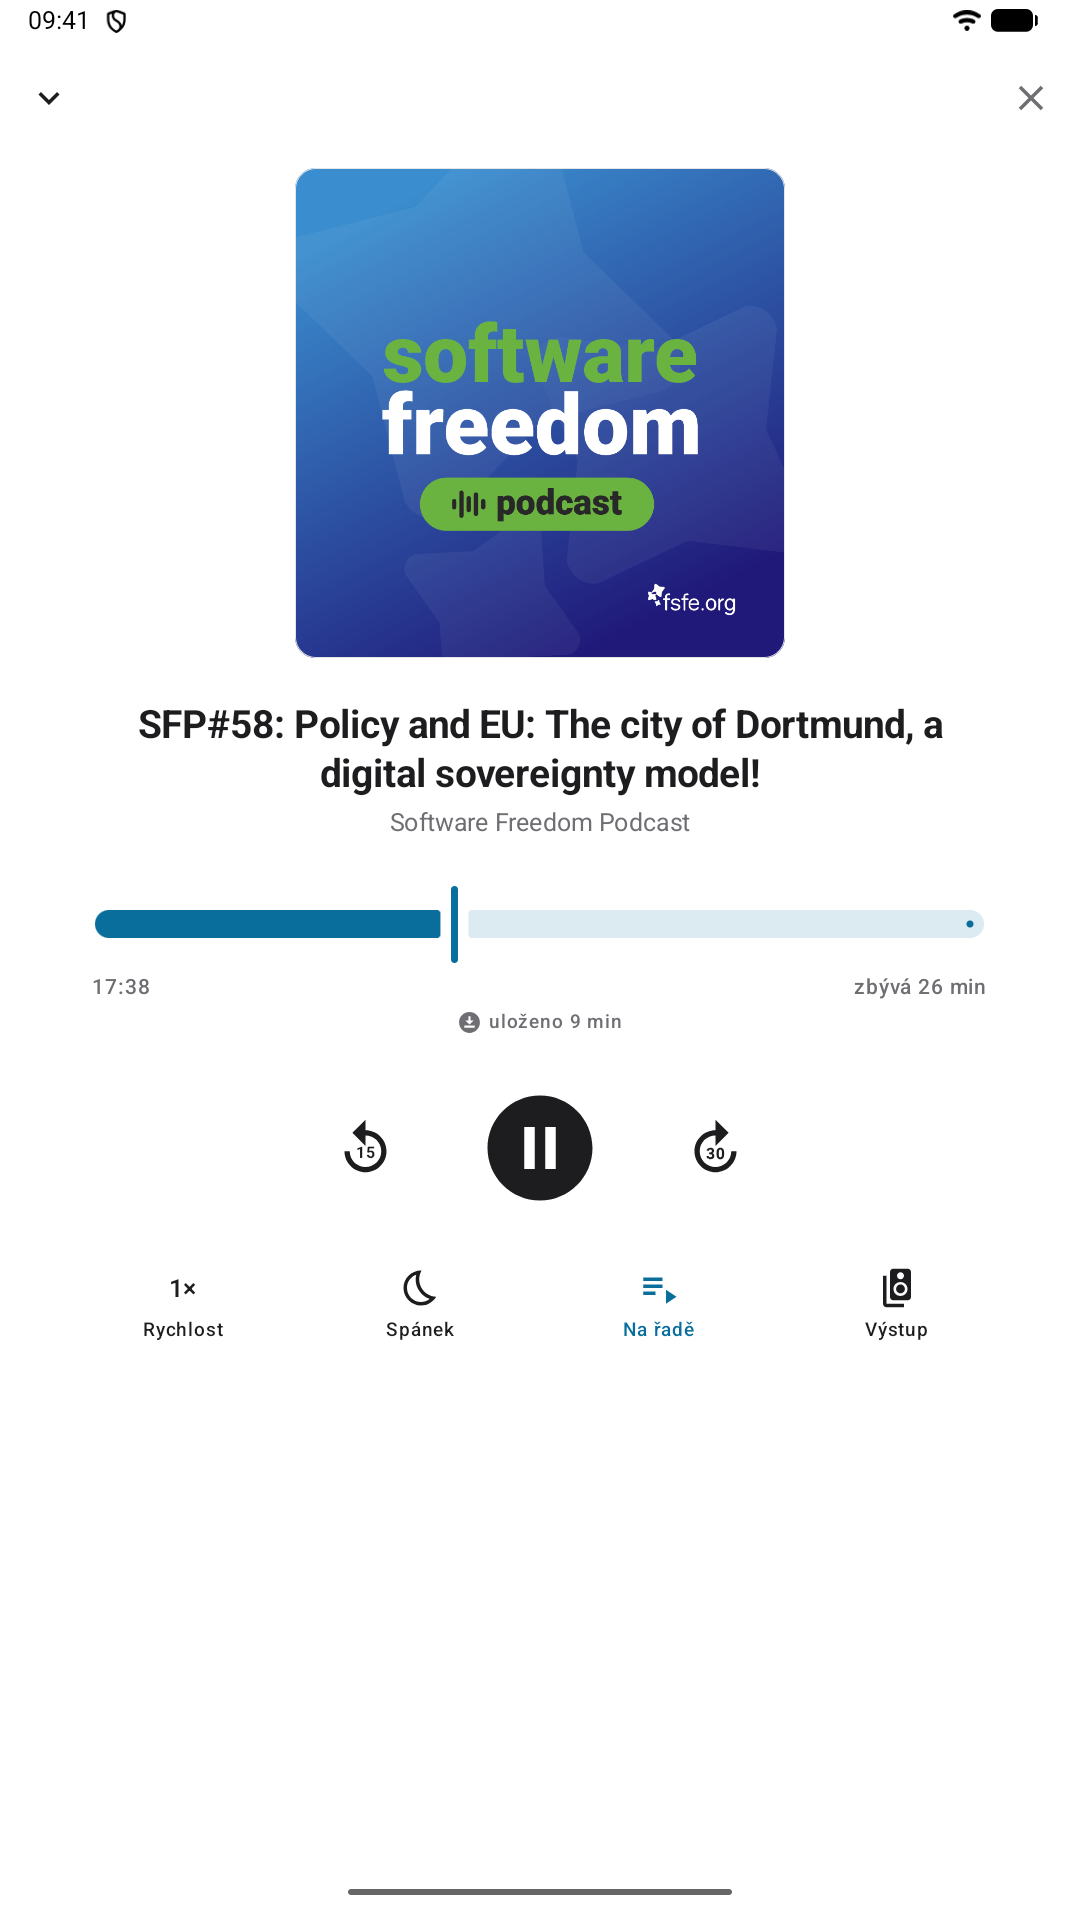 09:41
software
freedom
podcast
fsfe.org
SFP#58: Policy and EU: The city of Dortmund, a
digital sovereignty model!
Software Freedom Podcast
17:38
zbývá 26 min
uloženo 9 min
15
30
1×
Rychlost
Spánek
Na řadě
Výstup